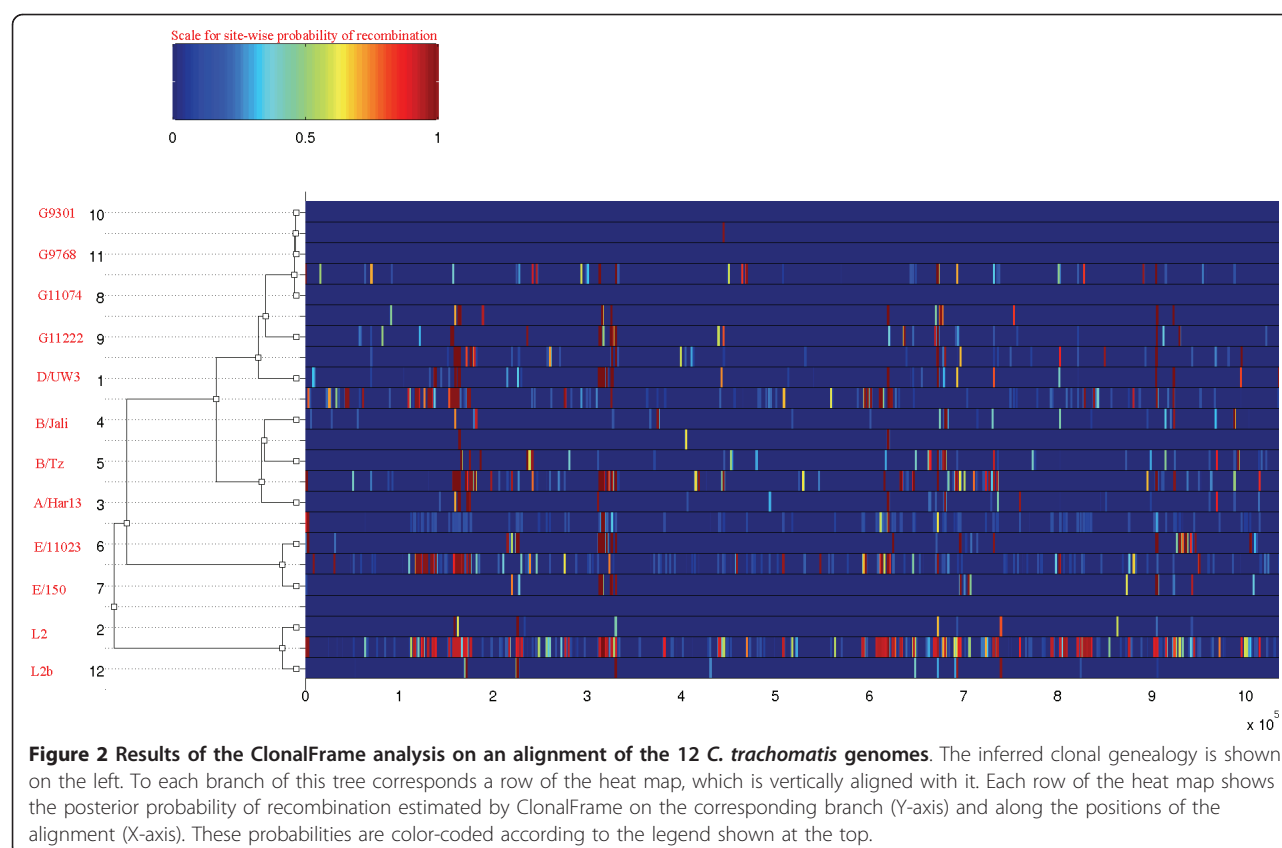 Scale for site-wise probability of recombination
0 0.5 1
G9301 10
G9768 11
G11074 8
G11222 9
D/UW3 1
B/Jali 4
B/Tz 5
A/Har13 3
E/11023 6
E/150 7
L2 2
L2b 12
0 1 2 3 4 5 6 7 8 9 10
x 10^5
Figure 2 Results of the ClonalFrame analysis on an alignment of the 12 C. trachomatis genomes. The inferred clonal genealogy is shown
on the left. To each branch of this tree corresponds a row of the heat map, which is vertically aligned with it. Each row of the heat map shows
the posterior probability of recombination estimated by ClonalFrame on the corresponding branch (Y-axis) and along the positions of the
alignment (X-axis). These probabilities are color-coded according to the legend shown at the top.